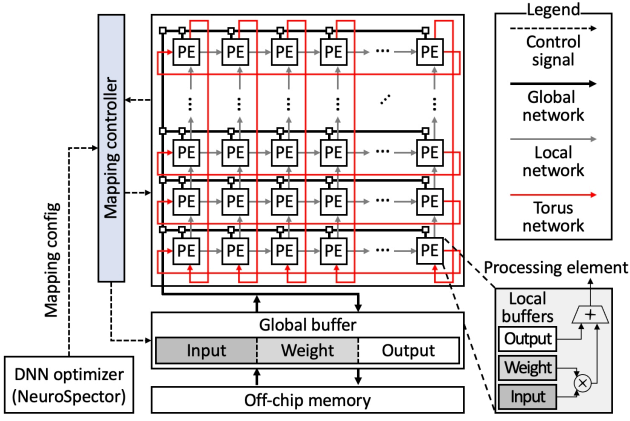 Legend
Control
signal
Global
network
Local
network
Torus
network
Mapping controller
Mapping config
DNN optimizer
(NeuroSpector)
PE PE PE PE ··· PE
PE PE PE PE ··· PE
PE PE PE PE ··· PE
PE PE PE PE ··· PE
Global buffer
Input Weight Output
Off-chip memory
Processing element
Local
buffers
Output
Weight
Input
+
×